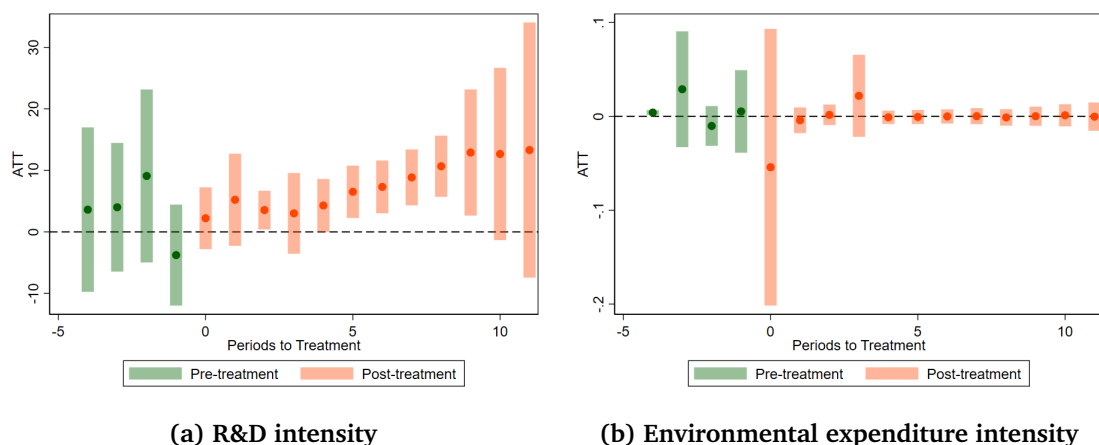 30
20
10
0
-10
ATT
-5
0
5
10
Periods to Treatment
Pre-treatment
Post-treatment
(a) R&D intensity
.1
0
-.1
-.2
ATT
-5
0
5
10
Periods to Treatment
Pre-treatment
Post-treatment
(b) Environmental expenditure intensity